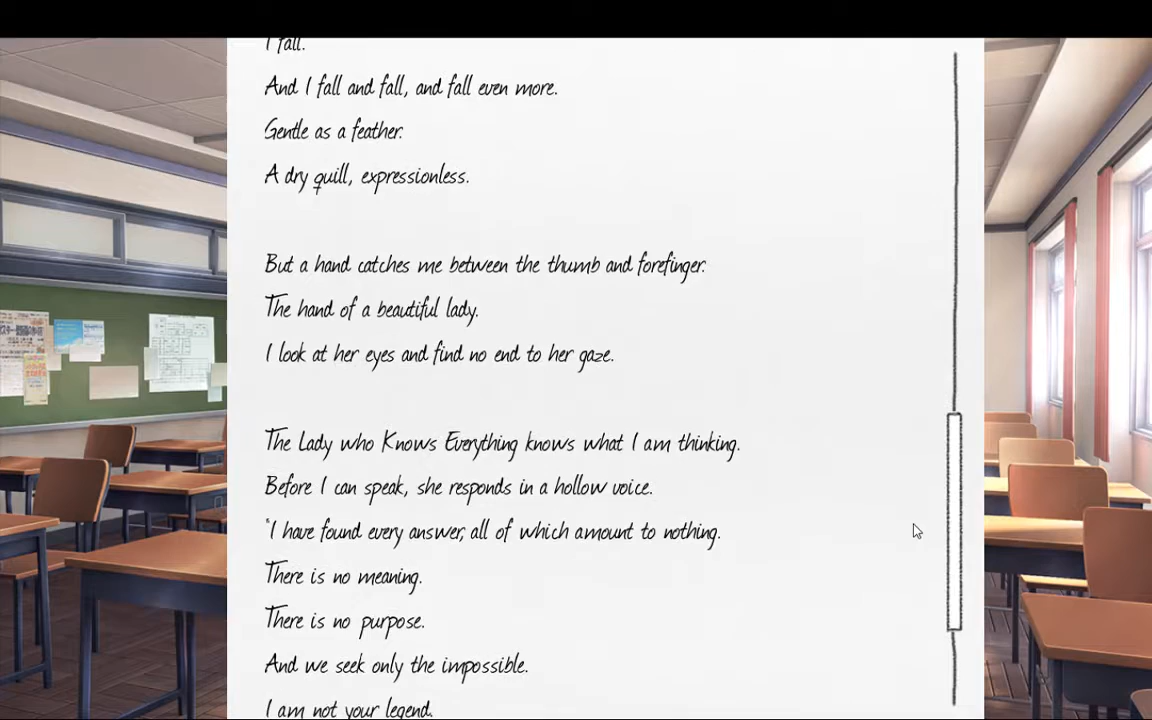 I fall.
And I fall and fall, and fall even more.
Gentle as a feather.
A dry quill, expressionless.
But a hand catches me between the thumb and forefinger.
The hand of a beautiful lady.
I look at her eyes and find no end to her gaze.
The Lady who Knows Everything knows what I am thinking.
Before I can speak, she responds in a hollow voice.
"I have found every answer, all of which amount to nothing.
There is no meaning.
There is no purpose.
And we seek only the impossible.
I am not your legend.